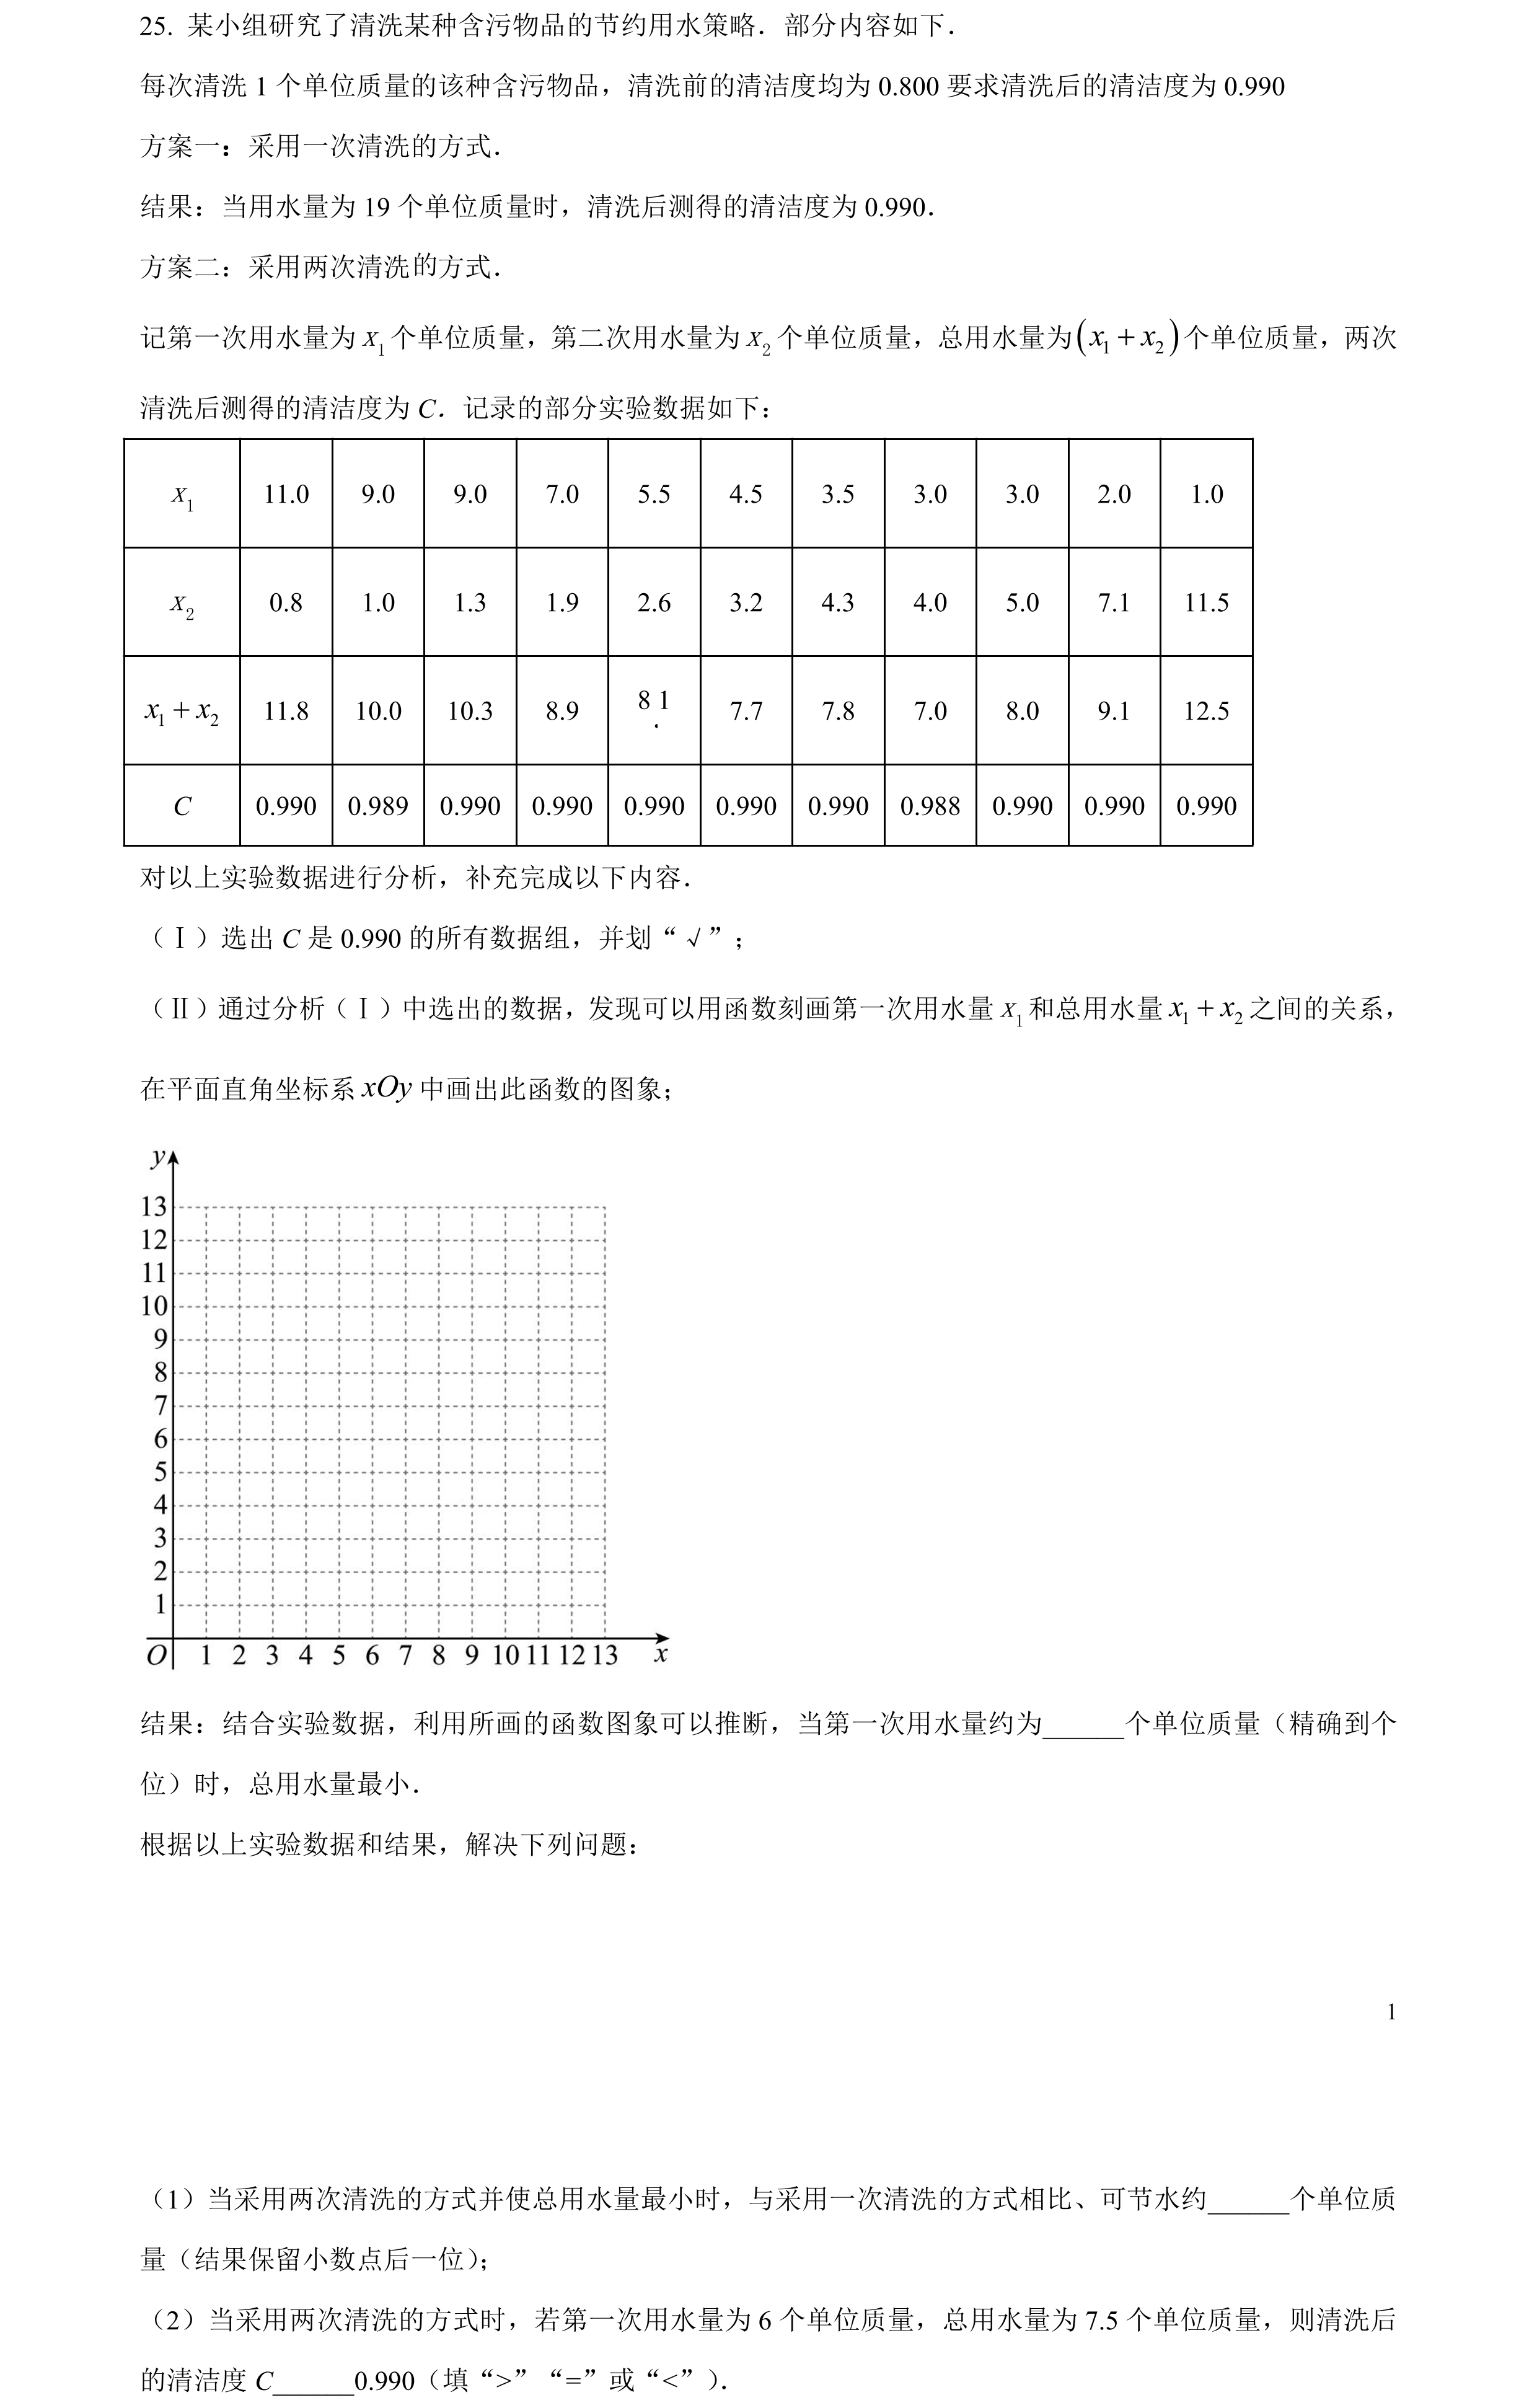 25. 某小组研究了清洗某种含污物品的节约用水策略．部分内容如下．
每次清洗 1 个单位质量的该种含污物品，清洗前的清洁度均为 0.800 要求清洗后的清洁度为 0.990
方案一：采用一次清洗的方式．
结果：当用水量为 19 个单位质量时，清洗后测得的清洁度为 0.990．
方案二：采用两次清洗的方式．
记第一次用水量为 x₁ 个单位质量，第二次用水量为 x₂ 个单位质量，总用水量为 (x₁ + x₂) 个单位质量，两次
清洗后测得的清洁度为 C．记录的部分实验数据如下：
x₁ 11.0 9.0 9.0 7.0 5.5 4.5 3.5 3.0 3.0 2.0 1.0
x₂ 0.8 1.0 1.3 1.9 2.6 3.2 4.3 4.0 5.0 7.1 11.5
x₁ + x₂ 11.8 10.0 10.3 8.9 8.1 7.7 7.8 7.0 8.0 9.1 12.5
C 0.990 0.989 0.990 0.990 0.990 0.990 0.990 0.988 0.990 0.990 0.990
对以上实验数据进行分析，补充完成以下内容．
（Ⅰ）选出 C 是 0.990 的所有数据组，并划“√”；
（Ⅱ）通过分析（Ⅰ）中选出的数据，发现可以用函数刻画第一次用水量 x₁ 和总用水量 x₁ + x₂ 之间的关系，
在平面直角坐标系 xOy 中画出此函数的图象；
y
13
12
11
10
9
8
7
6
5
4
3
2
1
O 1 2 3 4 5 6 7 8 9 10 11 12 13 x
结果：结合实验数据，利用所画的函数图象可以推断，当第一次用水量约为______个单位质量（精确到个
位）时，总用水量最小．
根据以上实验数据和结果，解决下列问题：
1
（1）当采用两次清洗的方式并使总用水量最小时，与采用一次清洗的方式相比、可节水约______个单位质
量（结果保留小数点后一位）；
（2）当采用两次清洗的方式时，若第一次用水量为 6 个单位质量，总用水量为 7.5 个单位质量，则清洗后
的清洁度 C______0.990（填“>”“=”或“<”）．